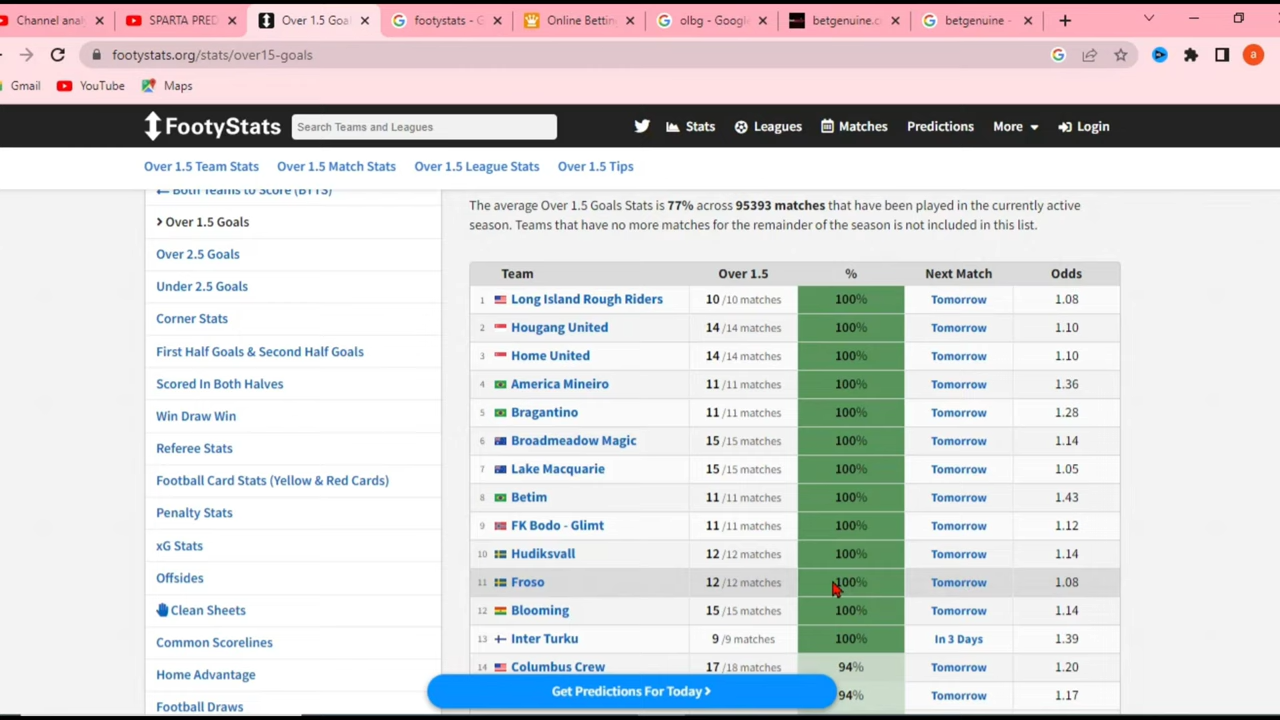 Channel analy
SPARTA PRED
Over 1.5 Goa
footystats - G
Online Bettin
olbg - Google
betgenuine.c
betgenuine -
footystats.org/stats/over15-goals
a
Gmail
YouTube
Maps
FootyStats
Search Teams and Leagues
Stats
Leagues
Matches
Predictions
More
Login
Over 1.5 Team Stats
Over 1.5 Match Stats
Over 1.5 League Stats
Over 1.5 Tips
Both Teams to Score (BTTS)
Over 1.5 Goals
Over 2.5 Goals
Under 2.5 Goals
Corner Stats
First Half Goals & Second Half Goals
Scored In Both Halves
Win Draw Win
Referee Stats
Football Card Stats (Yellow & Red Cards)
Penalty Stats
xG Stats
Offsides
Clean Sheets
Common Scorelines
Home Advantage
Football Draws
The average Over 1.5 Goals Stats is 77% across 95393 matches that have been played in the currently active
season. Teams that have no more matches for the remainder of the season is not included in this list.
Team Over 1.5 % Next Match Odds
1 Long Island Rough Riders 10 /10 matches 100% Tomorrow 1.08
2 Hougang United 14 /14 matches 100% Tomorrow 1.10
3 Home United 14 /14 matches 100% Tomorrow 1.10
4 America Mineiro 11 /11 matches 100% Tomorrow 1.36
5 Bragantino 11 /11 matches 100% Tomorrow 1.28
6 Broadmeadow Magic 15 /15 matches 100% Tomorrow 1.14
7 Lake Macquarie 15 /15 matches 100% Tomorrow 1.05
8 Betim 11 /11 matches 100% Tomorrow 1.43
9 FK Bodo - Glimt 11 /11 matches 100% Tomorrow 1.12
10 Hudiksvall 12 /12 matches 100% Tomorrow 1.14
11 Froso 12 /12 matches 100% Tomorrow 1.08
12 Blooming 15 /15 matches 100% Tomorrow 1.14
13 Inter Turku 9 /9 matches 100% In 3 Days 1.39
14 Columbus Crew 17 /18 matches 94% Tomorrow 1.20
94% Tomorrow 1.17
Get Predictions For Today